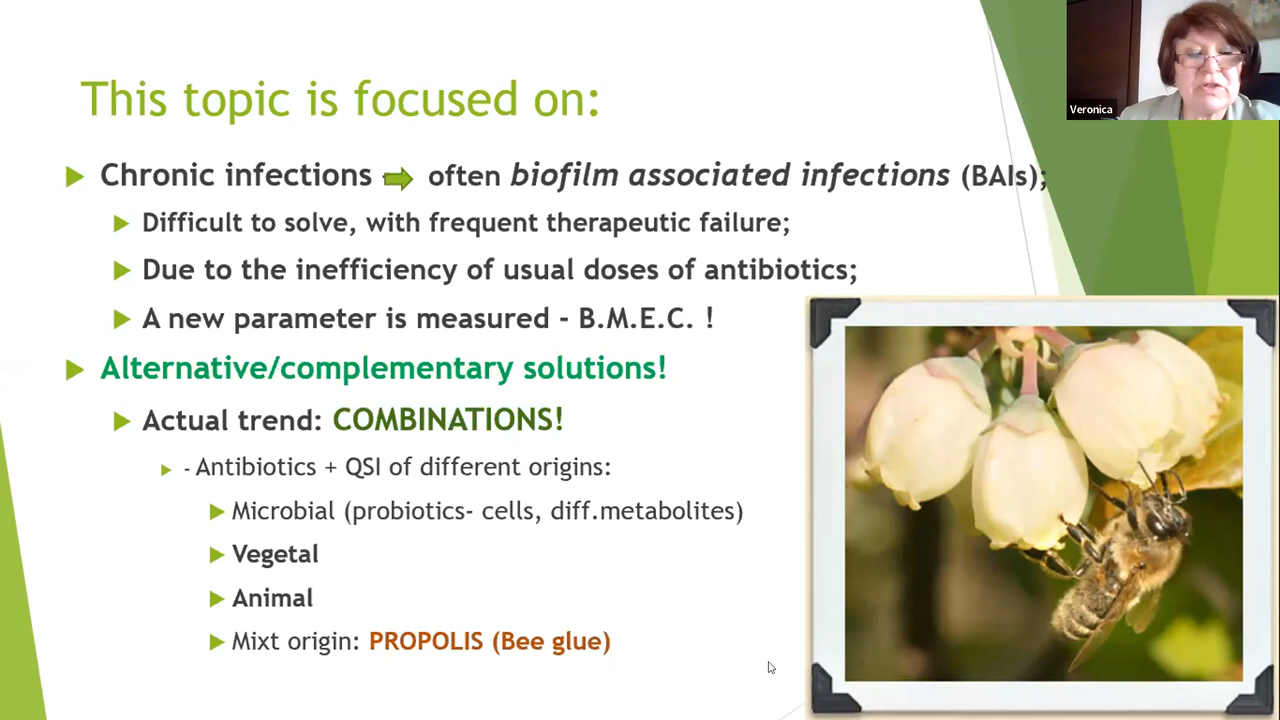 This topic is focused on:
Chronic infections often biofilm associated infections (BAIs);
Difficult to solve, with frequent therapeutic failure;
Due to the inefficiency of usual doses of antibiotics;
A new parameter is measured - B.M.E.C. !
Alternative/complementary solutions!
Actual trend: COMBINATIONS!
- Antibiotics + QSI of different origins:
Microbial (probiotics- cells, diff.metabolites)
Vegetal
Animal
Mixt origin: PROPOLIS (Bee glue)
Veronica